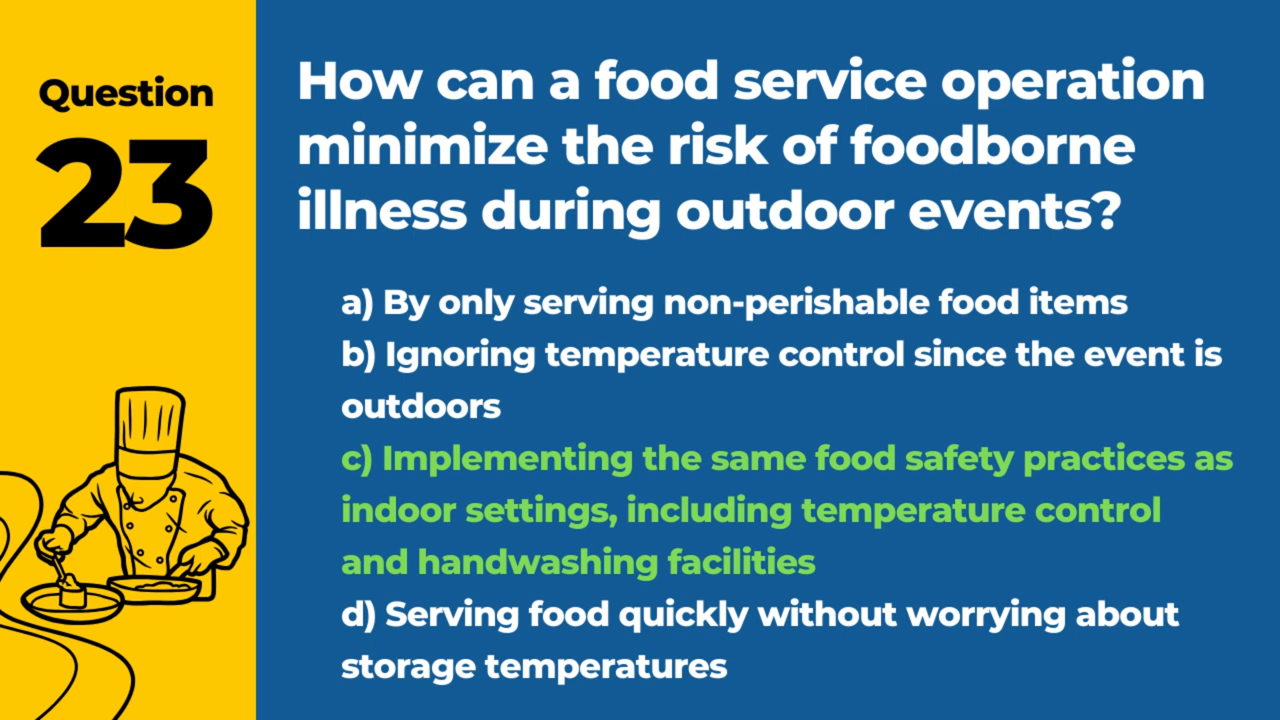 Question
23
How can a food service operation
minimize the risk of foodborne
illness during outdoor events?
a) By only serving non-perishable food items
b) Ignoring temperature control since the event is
outdoors
c) Implementing the same food safety practices as
indoor settings, including temperature control
and handwashing facilities
d) Serving food quickly without worrying about
storage temperatures